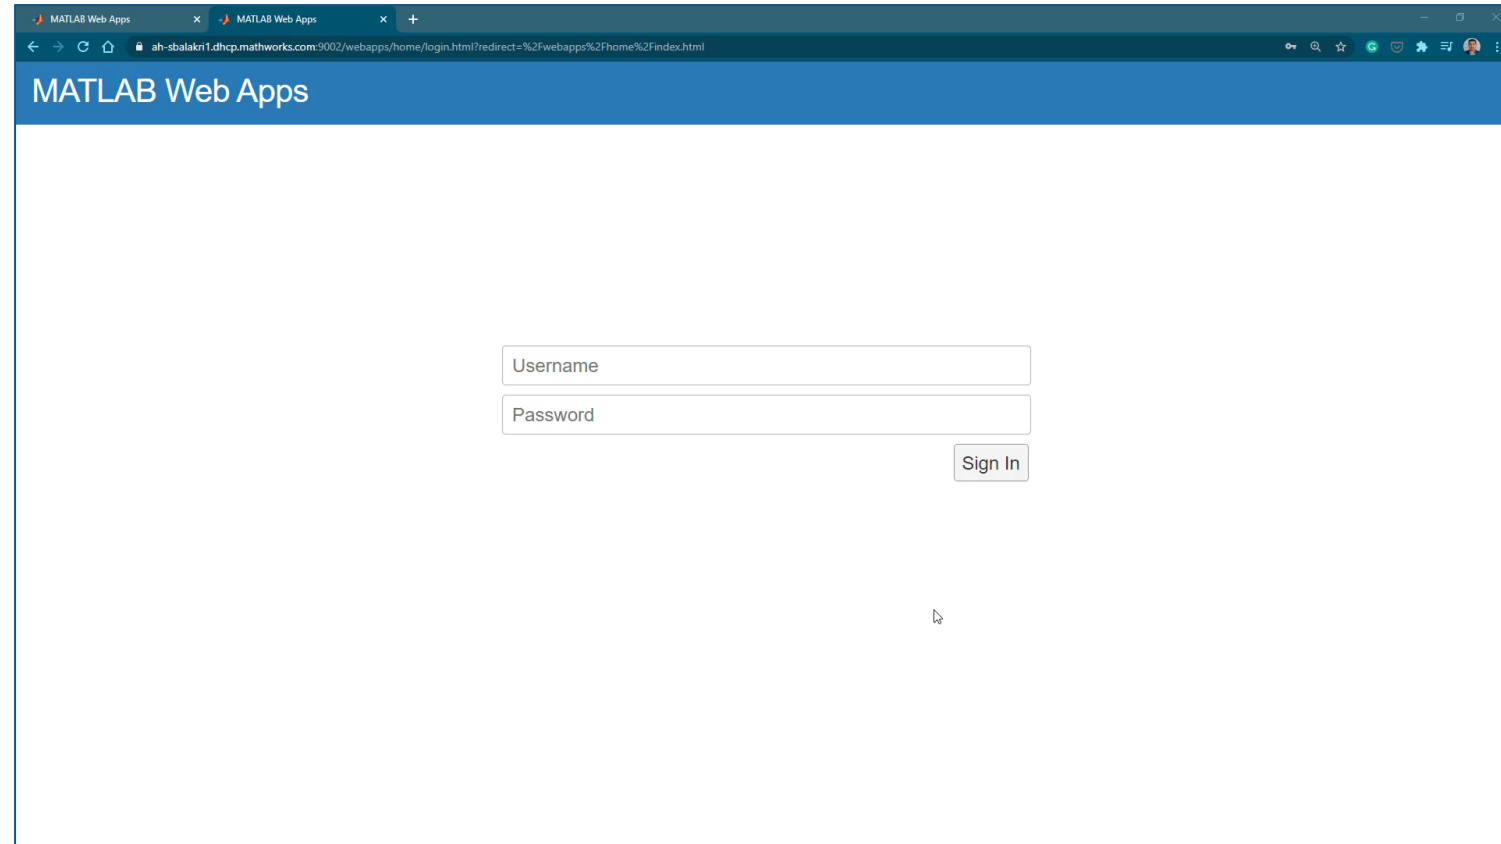 MATLAB Web Apps
MATLAB Web Apps
ah-sbalakri1.dhcp.mathworks.com:9002/webapps/home/login.html?redirect=%2Fwebapps%2Fhome%2Findex.html
MATLAB Web Apps
Username
Password
Sign In